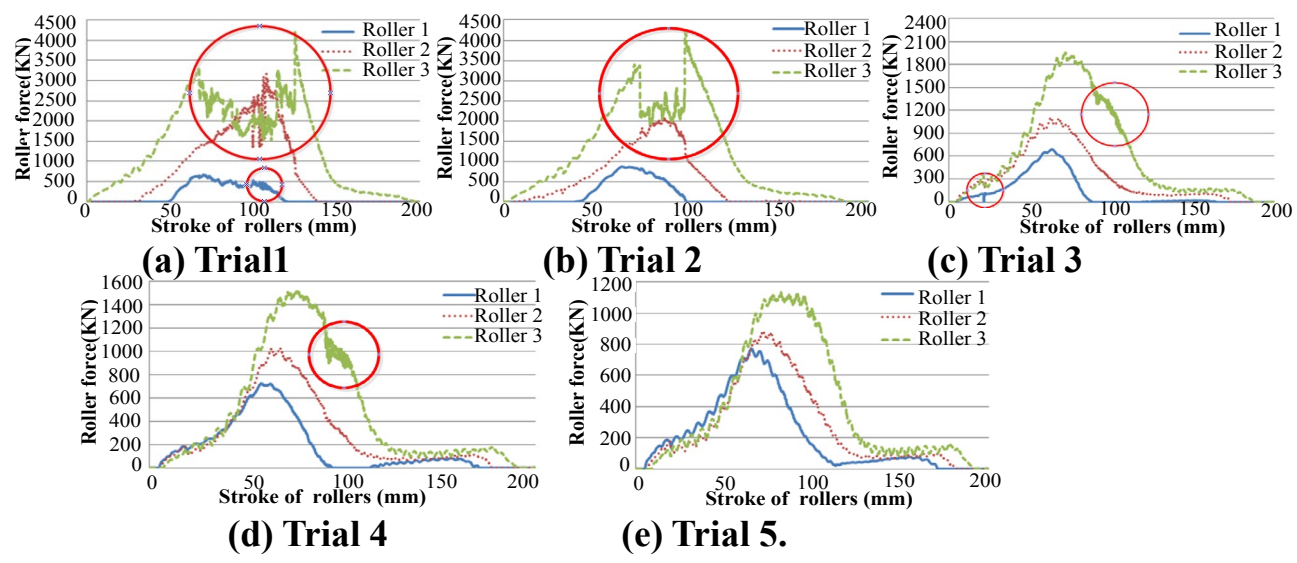 Roller force(KN)
4500
4000
3500
3000
2500
2000
1500
1000
500
0
0 50 100 150 200
Stroke of rollers (mm)
Roller 1
Roller 2
Roller 3
(a) Trial1
Roller force(KN)
4500
4000
3500
3000
2500
2000
1500
1000
500
0
0 50 100 150 200
Stroke of rollers (mm)
Roller 1
Roller 2
Roller 3
(b) Trial 2
Roller force(KN)
2400
2100
1800
1500
1200
900
600
300
0
0 50 100 150 200
Stroke of rollers (mm)
Roller 1
Roller 2
Roller 3
(c) Trial 3
Roller force(KN)
1600
1400
1200
1000
800
600
400
200
0
0 50 100 150 200
Stroke of rollers (mm)
Roller 1
Roller 2
Roller 3
(d) Trial 4
Roller force(KN)
1200
1000
800
600
400
200
0
0 50 100 150 200
Stroke of rollers (mm)
Roller 1
Roller 2
Roller 3
(e) Trial 5.